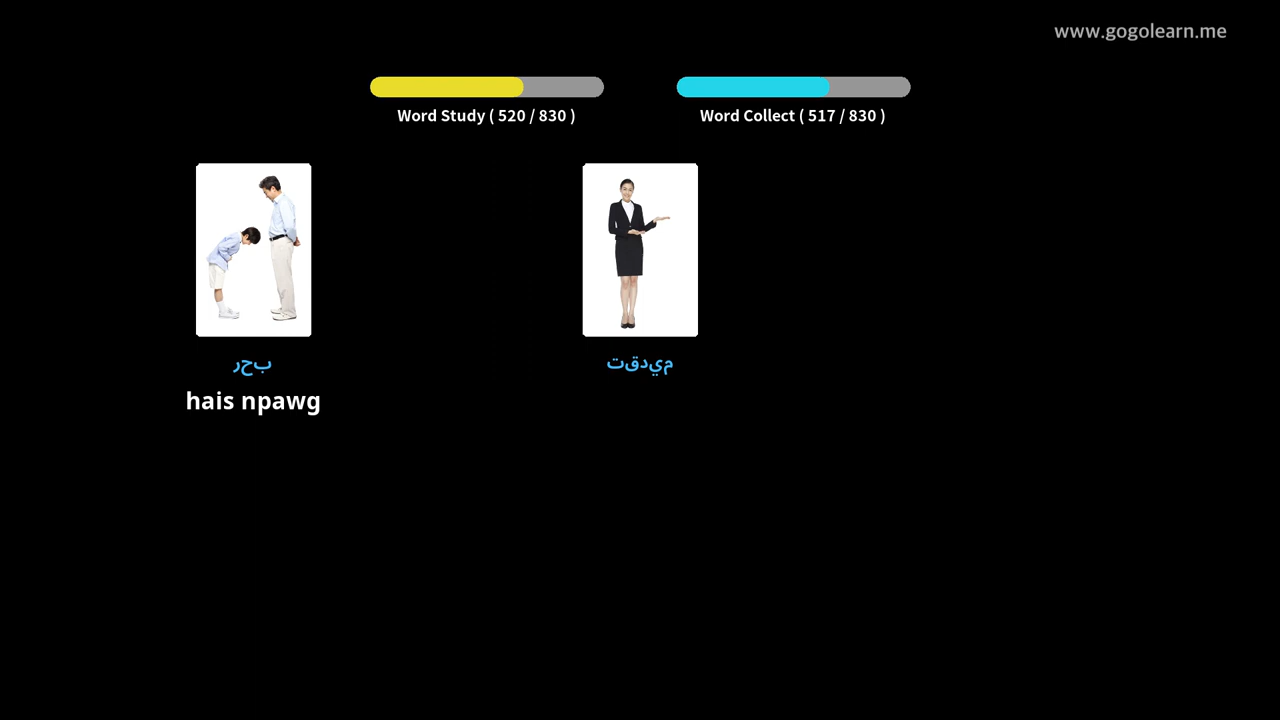 www.gogolearn.me
Word Study ( 520 / 830 )
Word Collect ( 517 / 830 )
رحب
hais npawg
تقديم